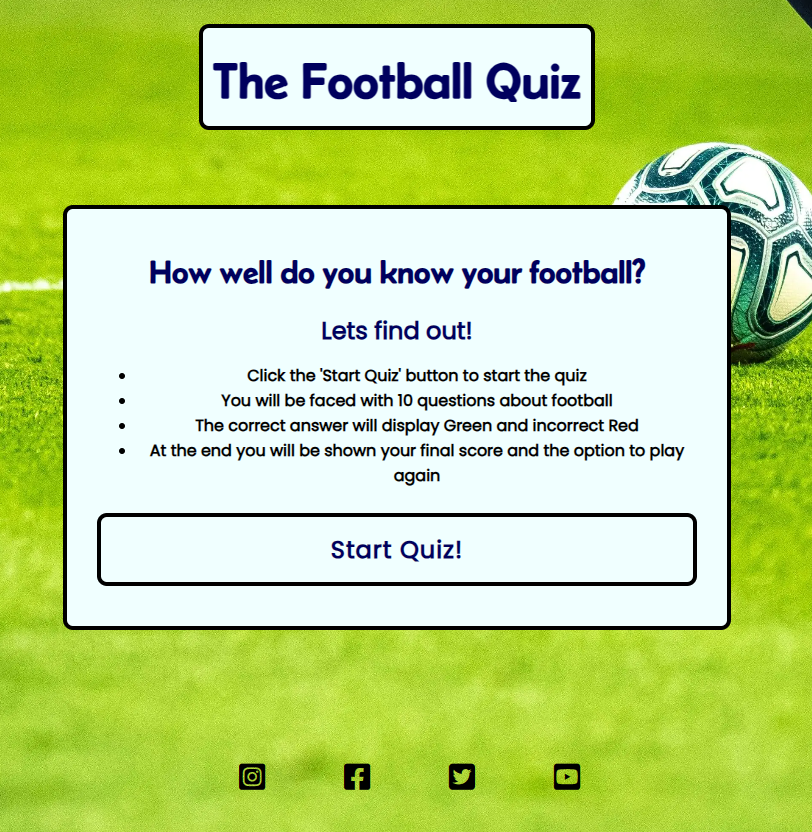 The Football Quiz
How well do you know your football?
Lets find out!
Click the 'Start Quiz' button to start the quiz
You will be faced with 10 questions about football
The correct answer will display Green and incorrect Red
At the end you will be shown your final score and the option to play
again
Start Quiz!